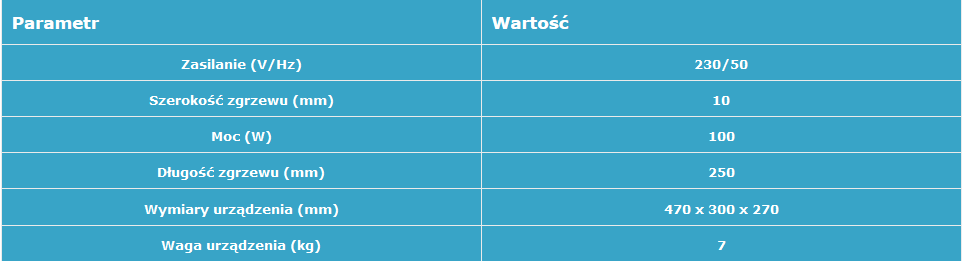 Parametr Wartość
Zasilanie (V/Hz) 230/50
Szerokość zgrzewu (mm) 10
Moc (W) 100
Długość zgrzewu (mm) 250
Wymiary urządzenia (mm) 470 x 300 x 270
Waga urządzenia (kg) 7